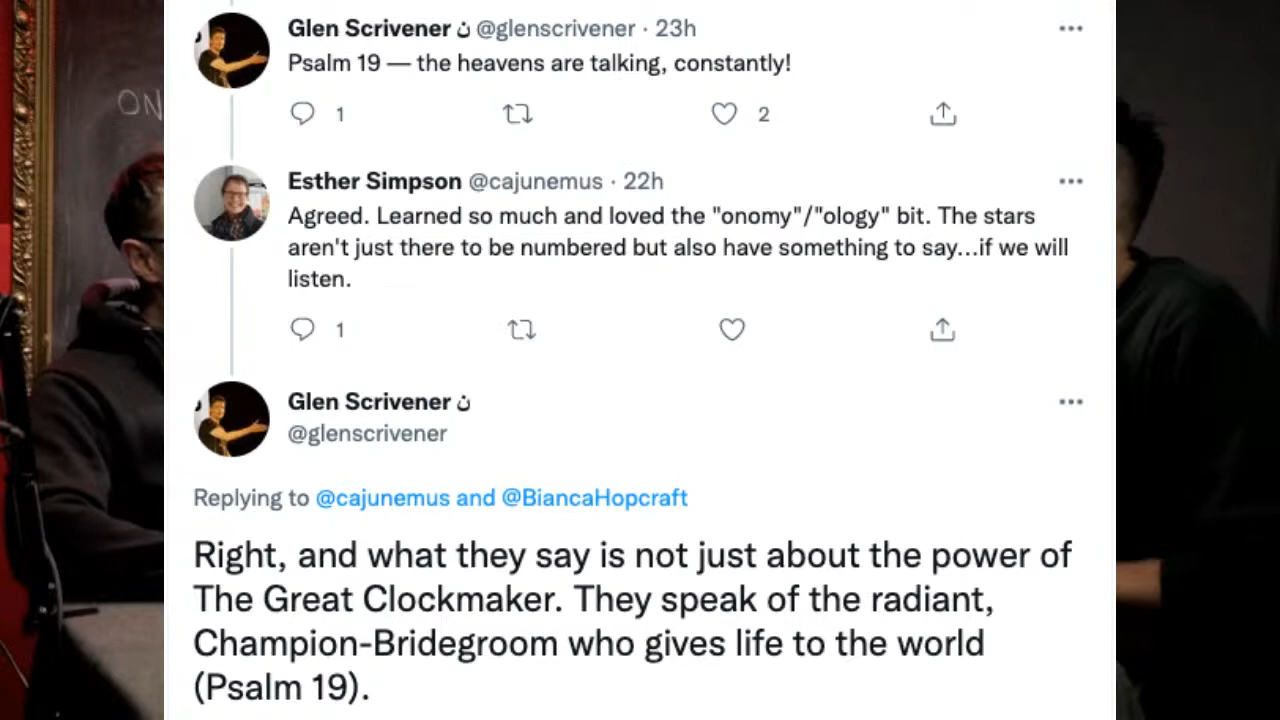 Glen Scrivener ن @glenscrivener · 23h
Psalm 19 — the heavens are talking, constantly!
1 2
Esther Simpson @cajunemus · 22h
Agreed. Learned so much and loved the "onomy"/"ology" bit. The stars
aren't just there to be numbered but also have something to say...if we will
listen.
1
Glen Scrivener ن
@glenscrivener
Replying to @cajunemus and @BiancaHopcraft
Right, and what they say is not just about the power of
The Great Clockmaker. They speak of the radiant,
Champion-Bridegroom who gives life to the world
(Psalm 19).
ON